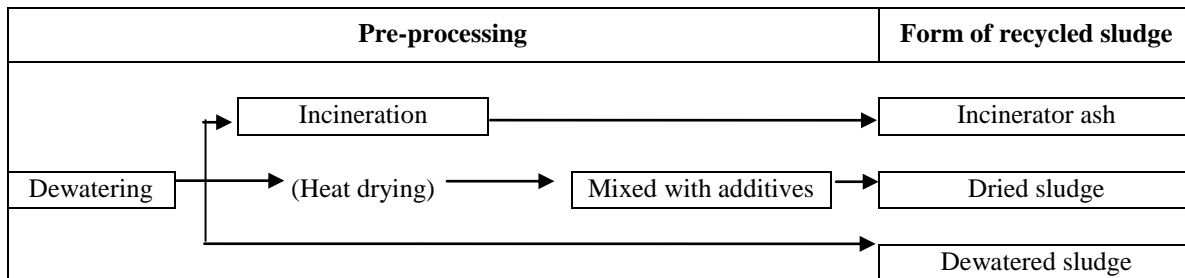 Pre-processing Form of recycled sludge
Incineration Incinerator ash
Dewatering (Heat drying) Mixed with additives Dried sludge
Dewatered sludge